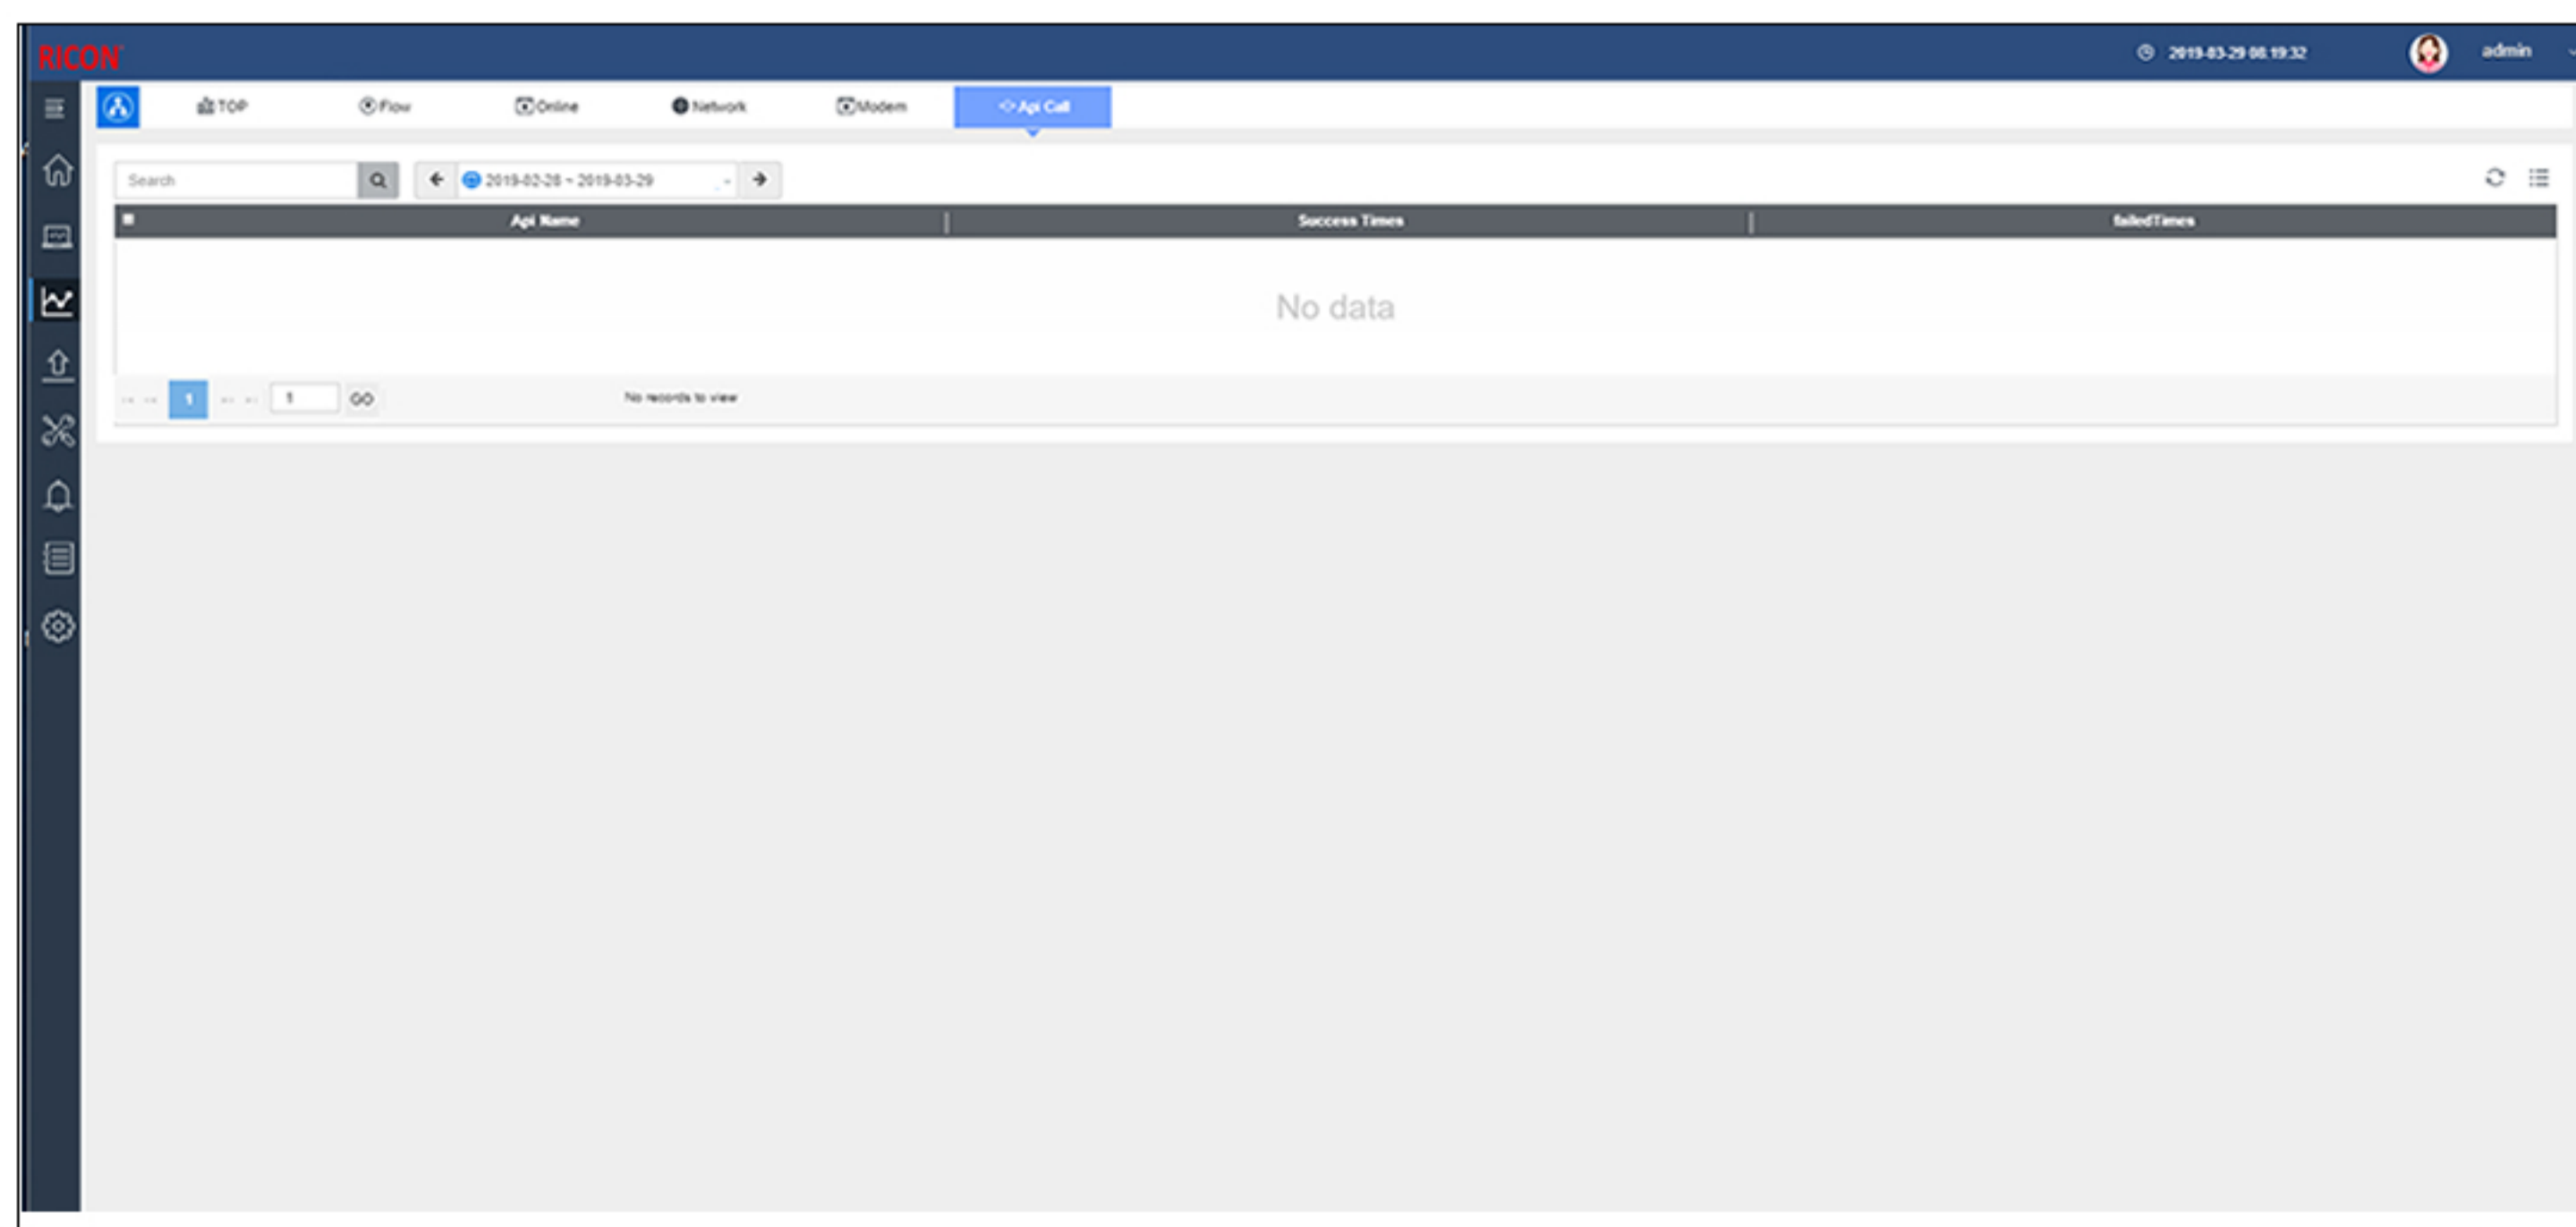 RICON
2019-03-29 08:19:32 admin
TOP Flow Online Network Modem Api Call
Search 2019-02-28 ~ 2019-03-29
Api Name Success Times failedTimes
No data
1 1 GO No records to view